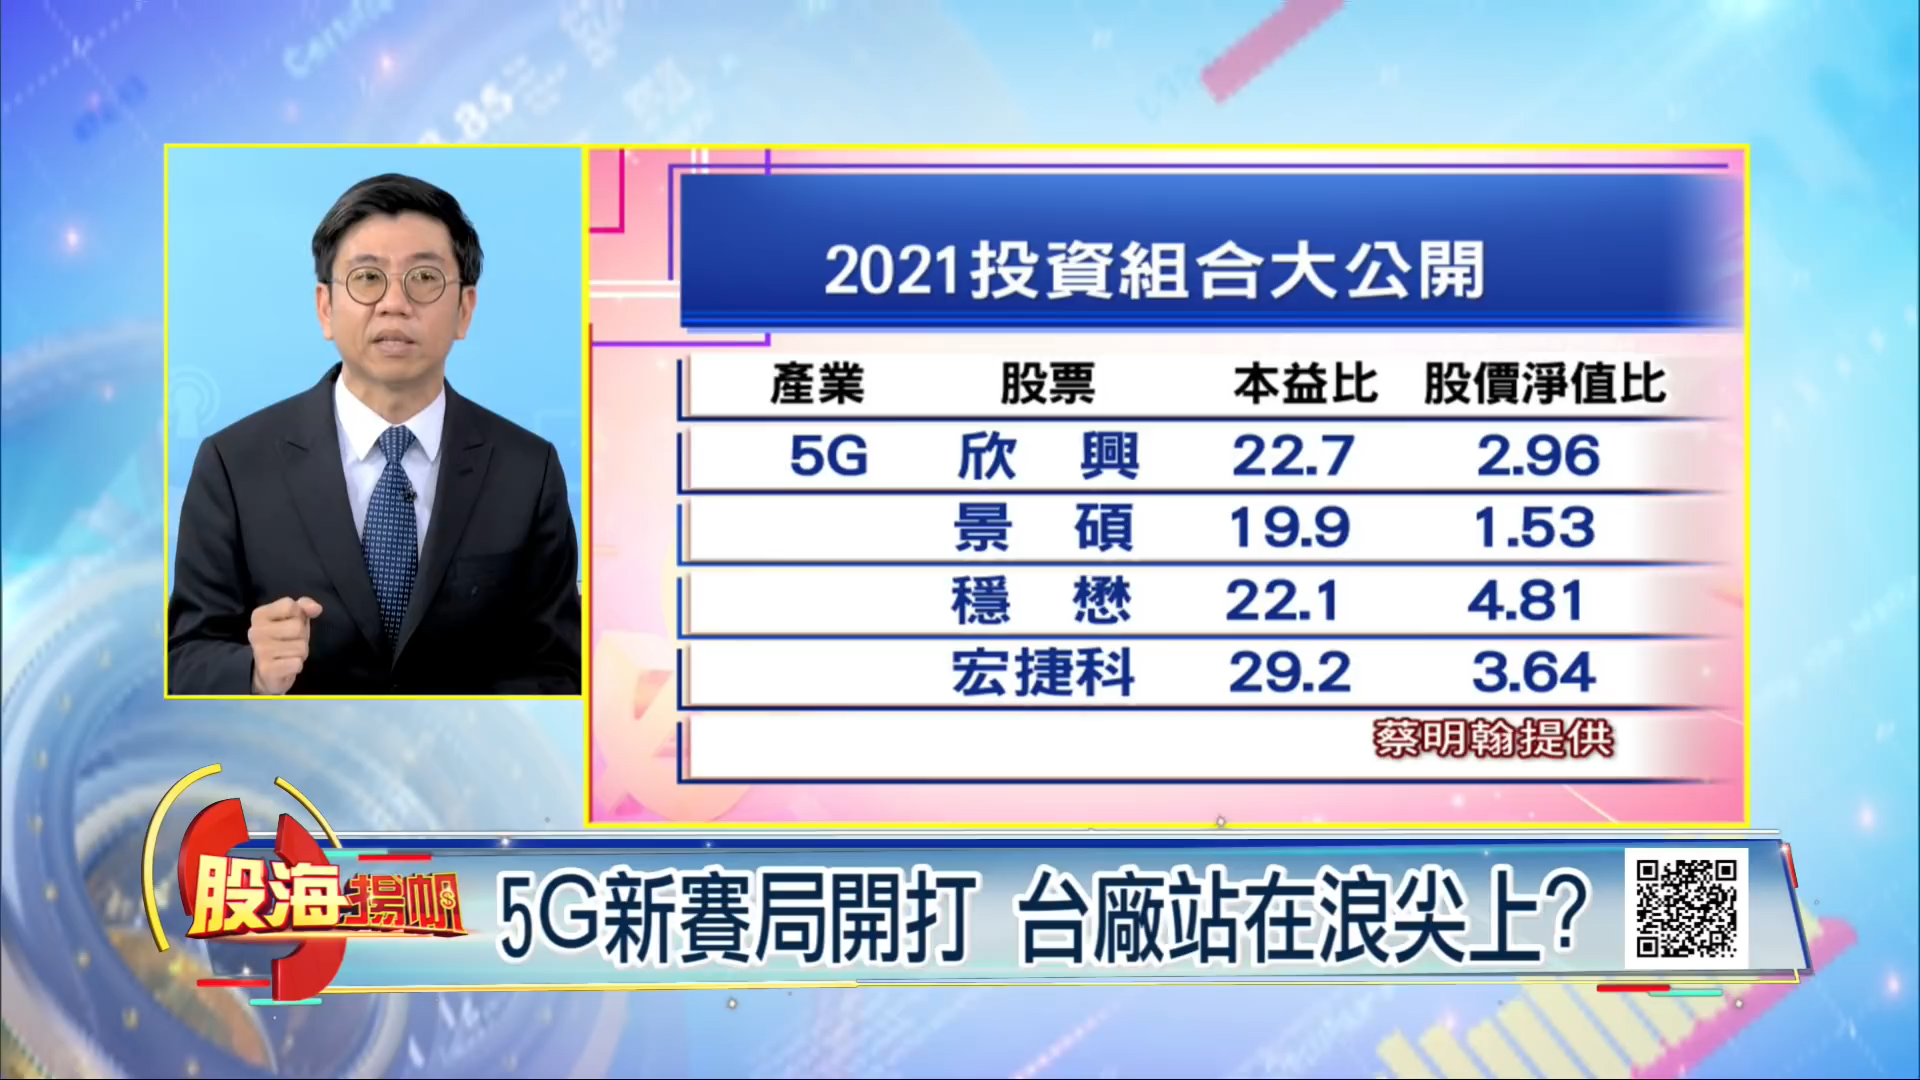 2021投資組合大公開
產業 股票 本益比 股價淨值比
5G 欣興 22.7 2.96
景碩 19.9 1.53
穩懋 22.1 4.81
宏捷科 29.2 3.64
蔡明翰提供
股海揚帆
5G新賽局開打 台廠站在浪尖上?